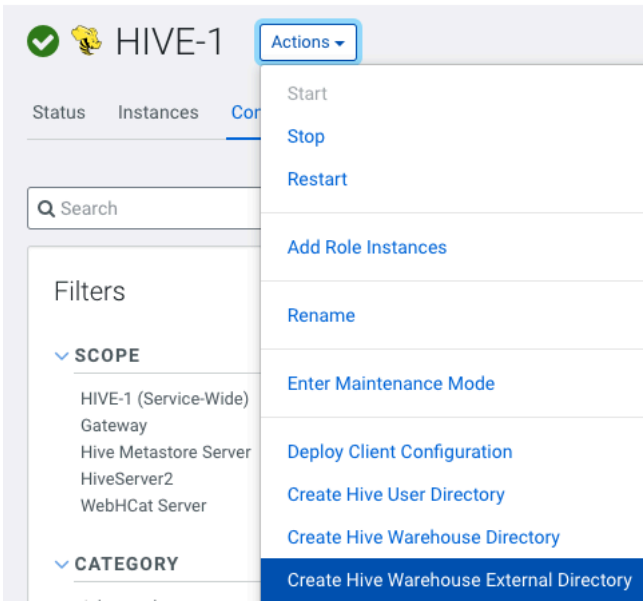 HIVE-1
Actions
Status Instances Con
Search
Filters
SCOPE
HIVE-1 (Service-Wide)
Gateway
Hive Metastore Server
HiveServer2
WebHCat Server
CATEGORY
Start
Stop
Restart
Add Role Instances
Rename
Enter Maintenance Mode
Deploy Client Configuration
Create Hive User Directory
Create Hive Warehouse Directory
Create Hive Warehouse External Directory